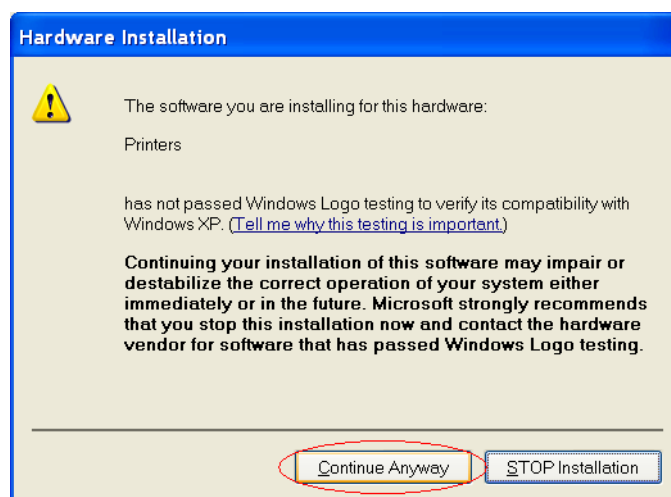 Hardware Installation
The software you are installing for this hardware:
Printers
has not passed Windows Logo testing to verify its compatibility with
Windows XP. (Tell me why this testing is important.)
Continuing your installation of this software may impair or
destabilize the correct operation of your system either
immediately or in the future. Microsoft strongly recommends
that you stop this installation now and contact the hardware
vendor for software that has passed Windows Logo testing.
Continue Anyway STOP Installation